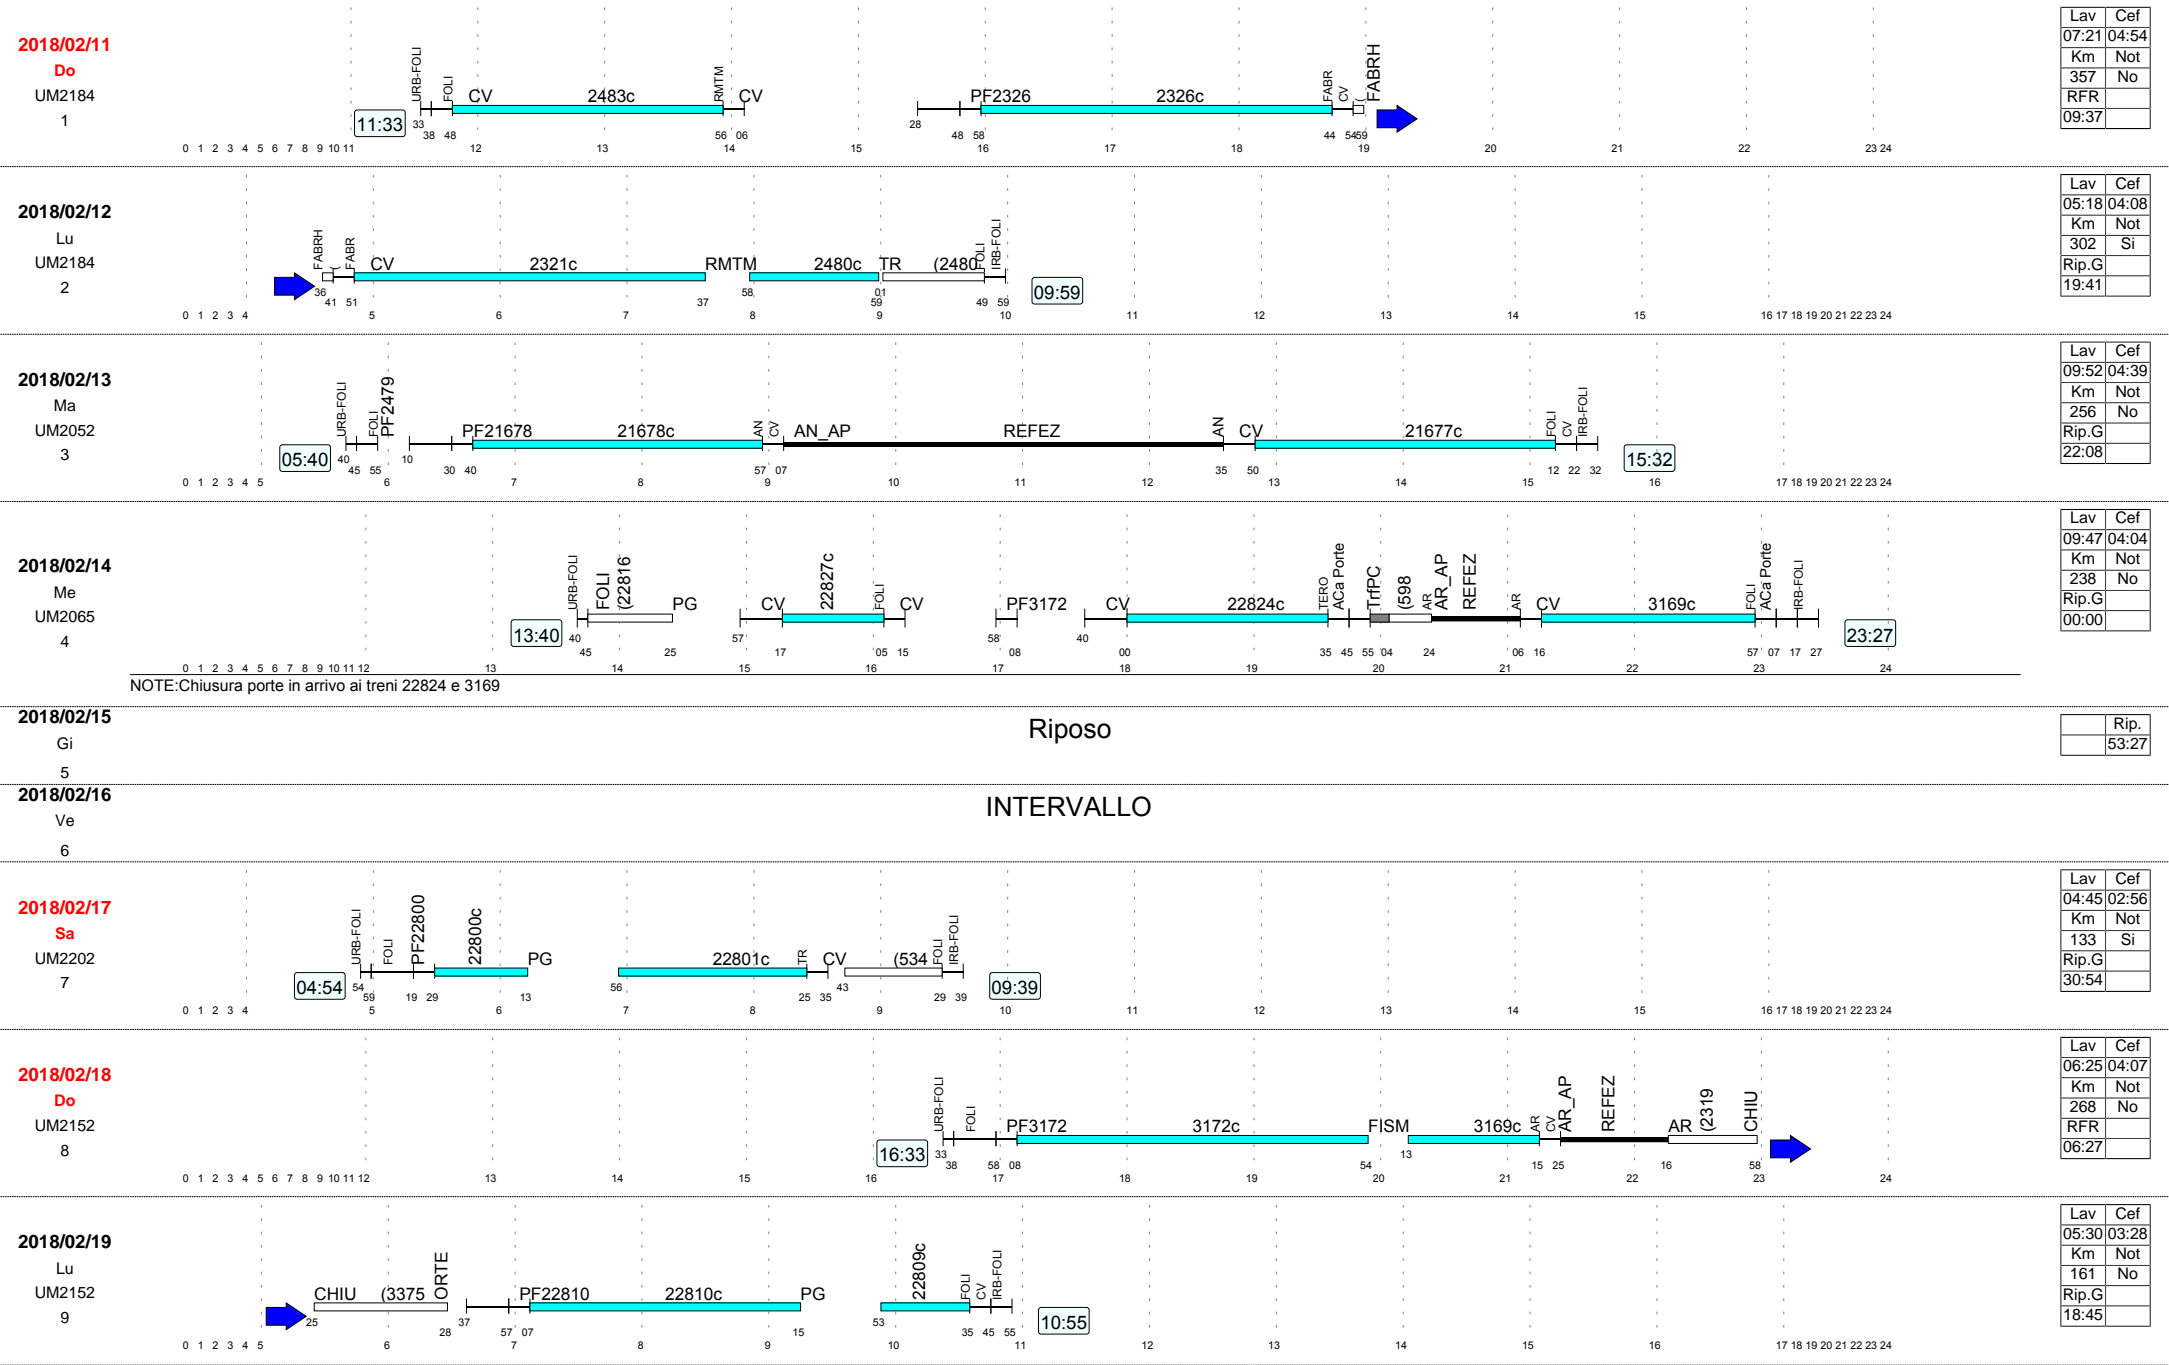 2018/02/11
Do
UM2184
1
11:33
URB-FOLI FOLI CV 2483c RMTM CV PF2326 2326c FABR CV ( FABRH
33 38 48 56 06 28 48 58 44 54 59
0 1 2 3 4 5 6 7 8 9 10 11 12 13 14 15 16 17 18 19 20 21 22 23 24
Lav Cef
07:21 04:54
Km Not
357 No
RFR
09:37
2018/02/12
Lu
UM2184
2
FABRH ( FABR CV 2321c RMTM 2480c TR (2480 FOLI IRB-FOLI
36 41 51 37 58 59 01 49 59
09:59
0 1 2 3 4 5 6 7 8 9 10 11 12 13 14 15 16 17 18 19 20 21 22 23 24
Lav Cef
05:18 04:08
Km Not
302 Si
Rip.G
19:41
2018/02/13
Ma
UM2052
3
05:40
URB-FOLI FOLI PF2479 PF21678 21678c AN CV AN_AP REFEZ AN CV 21677c FOLI CV IRB-FOLI
40 45 55 10 30 40 57 07 35 50 12 22 32
15:32
0 1 2 3 4 5 6 7 8 9 10 11 12 13 14 15 16 17 18 19 20 21 22 23 24
Lav Cef
09:52 04:39
Km Not
256 No
Rip.G
22:08
2018/02/14
Me
UM2065
4
13:40
URB-FOLI FOLI (22816 PG CV 22827c FOLI CV PF3172 CV 22824c TERO ACa Porte TrfPC (598 AR AR_AP REFEZ AR CV 3169c FOLI ACa Porte IRB-FOLI
40 45 25 57 17 05 15 58 08 40 00 35 45 55 04 24 06 16 57 07 17 27
23:27
0 1 2 3 4 5 6 7 8 9 10 11 12 13 14 15 16 17 18 19 20 21 22 23 24
NOTE:Chiusura porte in arrivo ai treni 22824 e 3169
Lav Cef
09:47 04:04
Km Not
238 No
Rip.G
00:00
2018/02/15
Gi
5
Riposo
Rip.
53:27
2018/02/16
Ve
6
INTERVALLO
2018/02/17
Sa
UM2202
7
04:54
URB-FOLI FOLI PF22800 22800c PG 22801c TR CV (534 FOLI IRB-FOLI
54 59 19 29 13 56 25 35 43 29 39
09:39
0 1 2 3 4 5 6 7 8 9 10 11 12 13 14 15 16 17 18 19 20 21 22 23 24
Lav Cef
04:45 02:56
Km Not
133 Si
Rip.G
30:54
2018/02/18
Do
UM2152
8
16:33
URB-FOLI FOLI PF3172 3172c FISM 3169c AR CV AR_AP REFEZ AR (2319 CHIU
33 38 58 08 54 13 15 25 16 58
0 1 2 3 4 5 6 7 8 9 10 11 12 13 14 15 16 17 18 19 20 21 22 23 24
Lav Cef
06:25 04:07
Km Not
268 No
RFR
06:27
2018/02/19
Lu
UM2152
9
CHIU (3375 ORTE PF22810 22810c PG 22809c FOLI CV IRB-FOLI
25 28 37 57 07 15 53 35 45 55
10:55
0 1 2 3 4 5 6 7 8 9 10 11 12 13 14 15 16 17 18 19 20 21 22 23 24
Lav Cef
05:30 03:28
Km Not
161 No
Rip.G
18:45